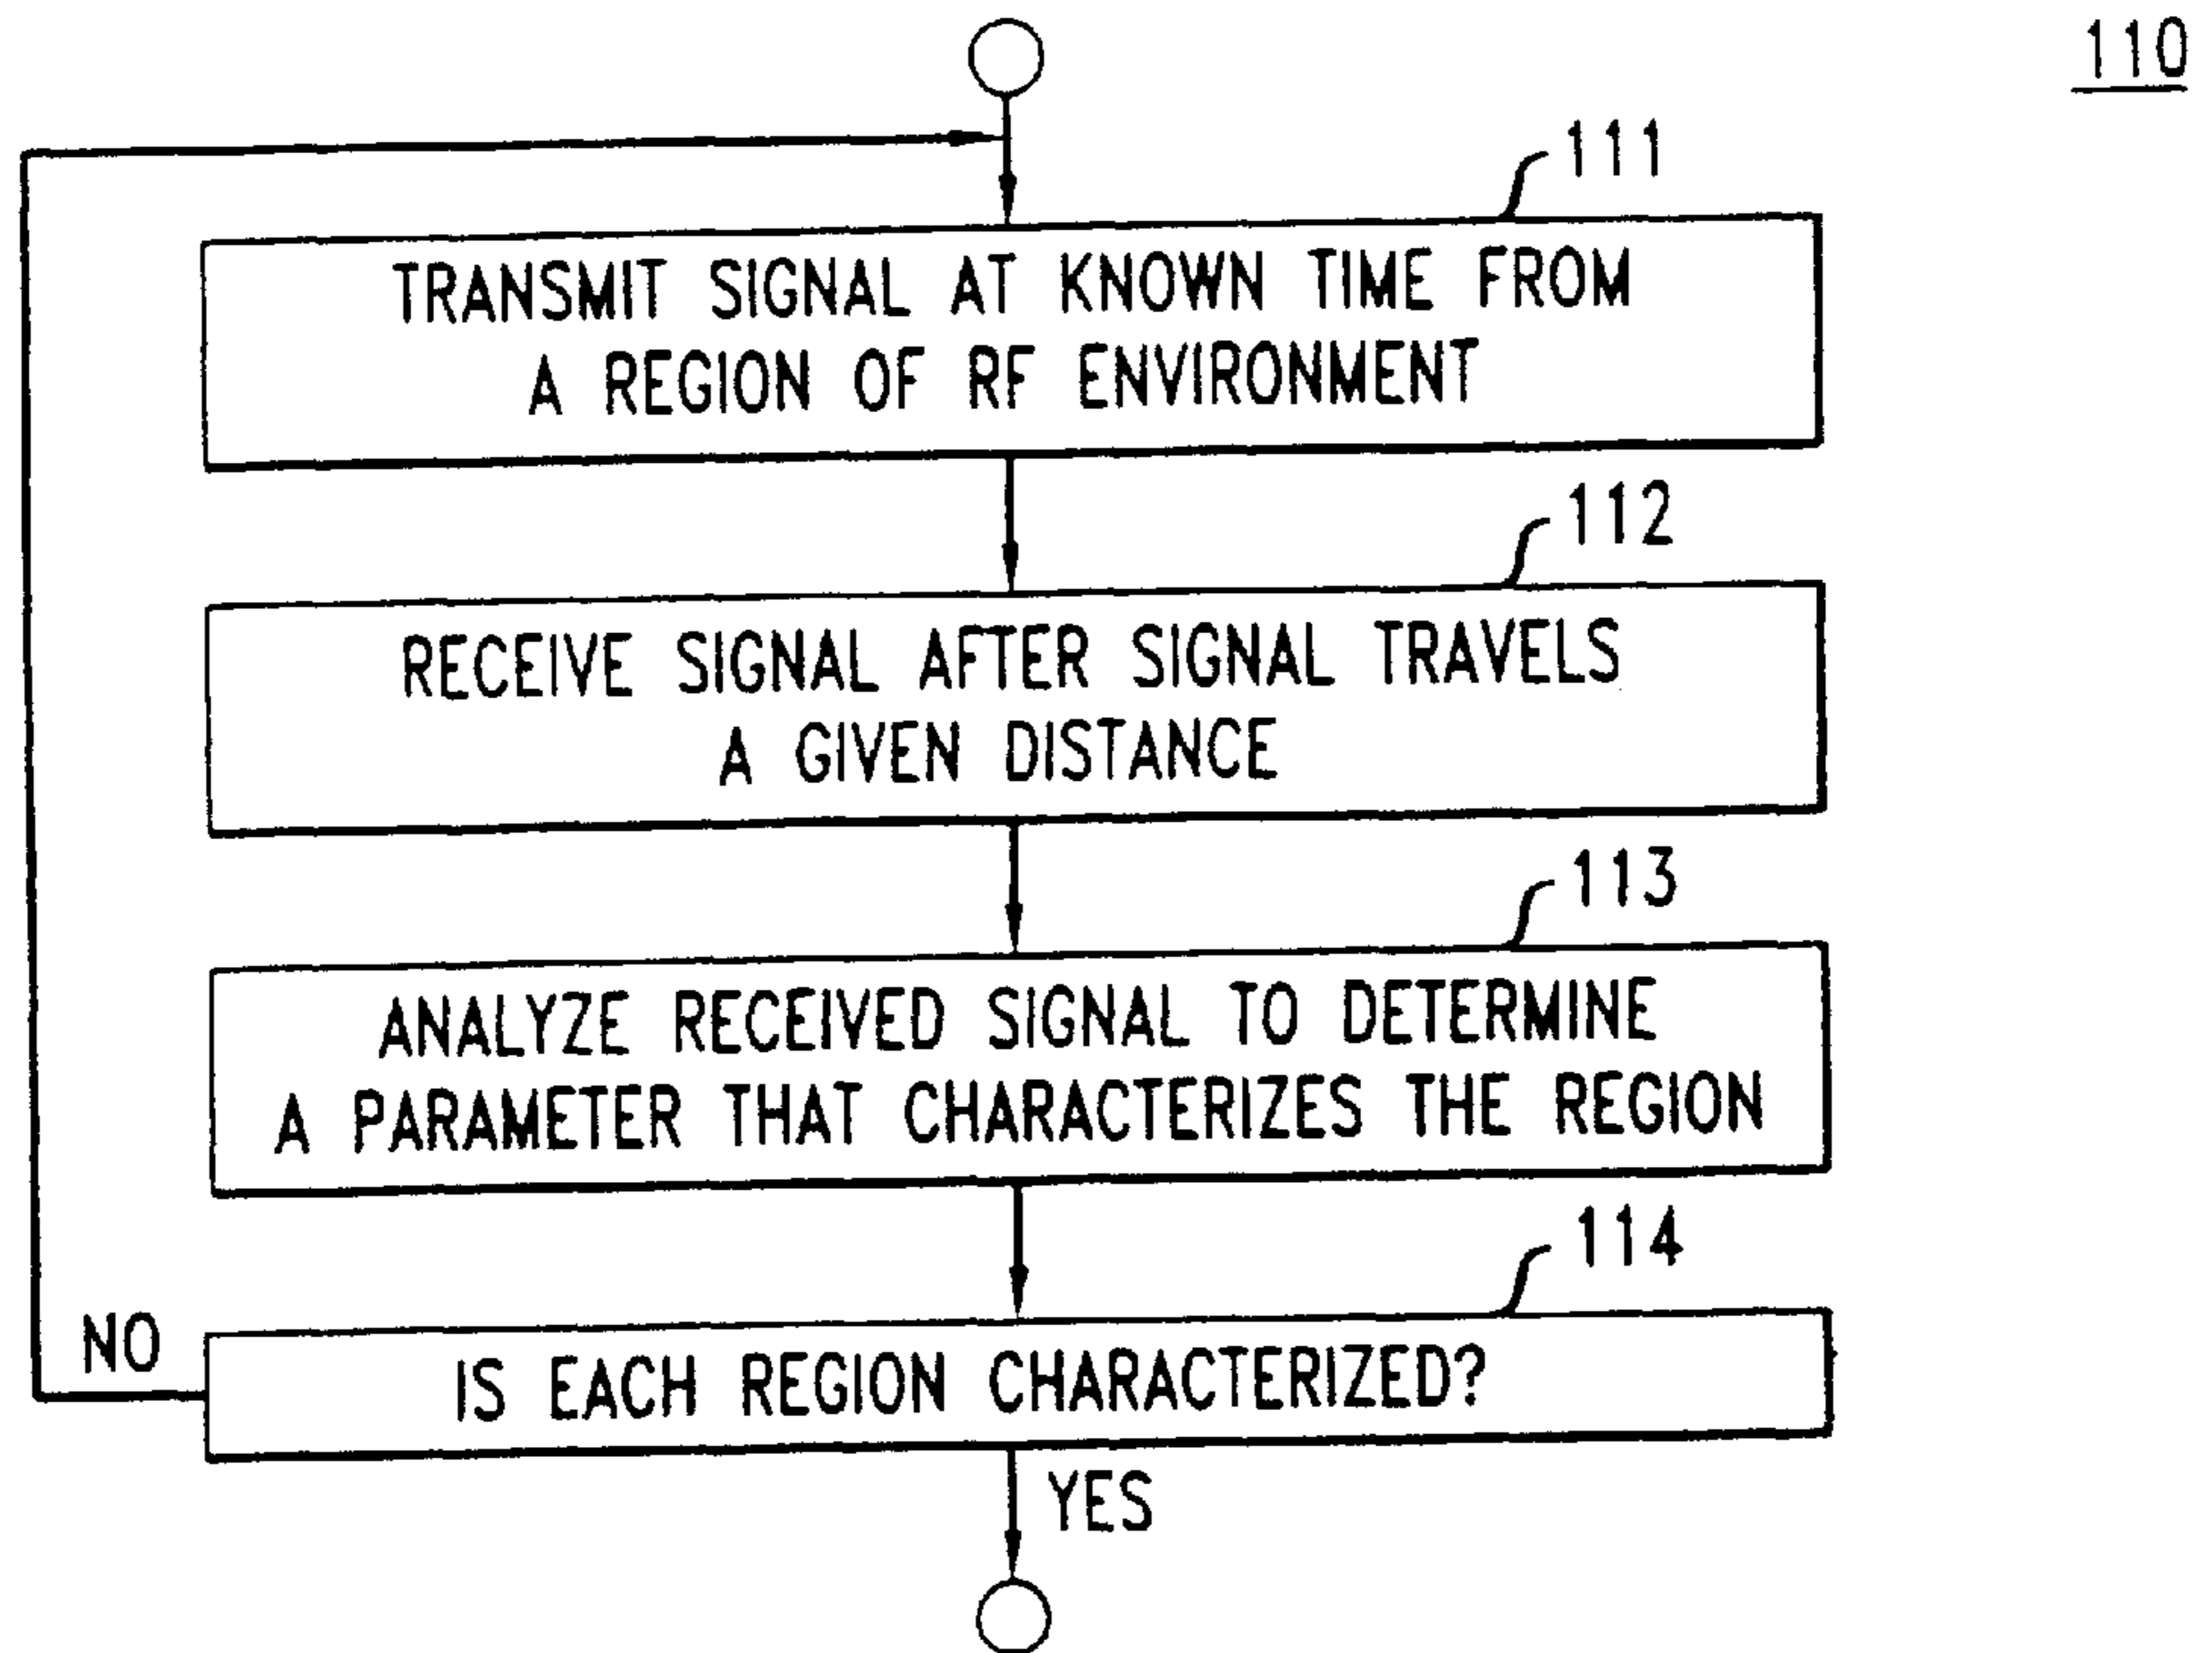 110
111
TRANSMIT SIGNAL AT KNOWN TIME FROM
A REGION OF RF ENVIRONMENT
112
RECEIVE SIGNAL AFTER SIGNAL TRAVELS
A GIVEN DISTANCE
113
ANALYZE RECEIVED SIGNAL TO DETERMINE
A PARAMETER THAT CHARACTERIZES THE REGION
114
NO
IS EACH REGION CHARACTERIZED?
YES